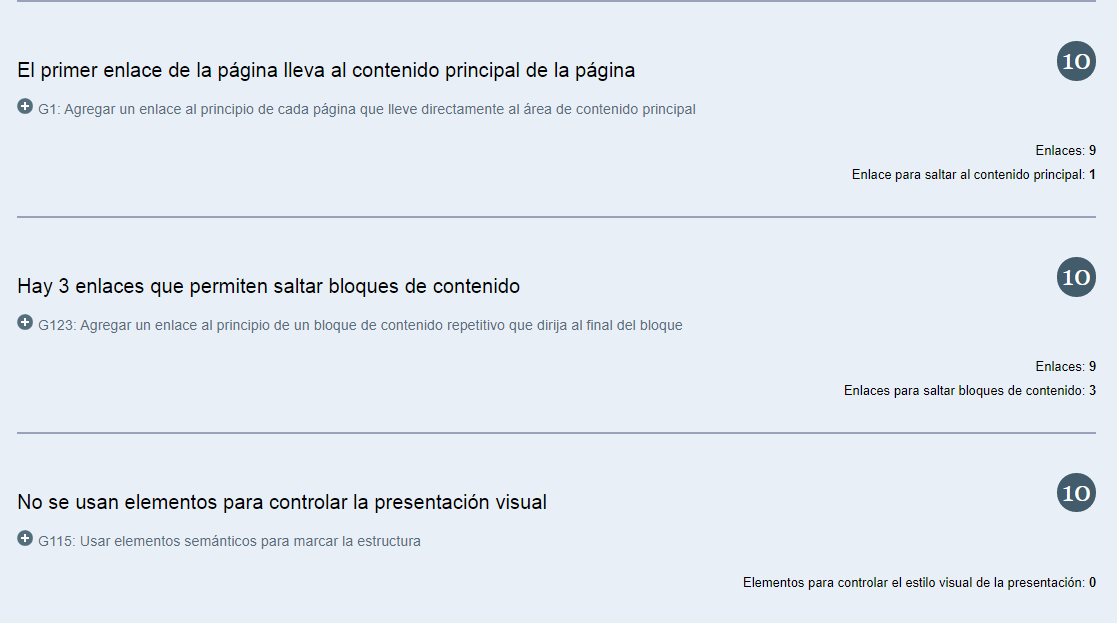 El primer enlace de la página lleva al contenido principal de la página
10
G1: Agregar un enlace al principio de cada página que lleve directamente al área de contenido principal
Enlaces: 9
Enlace para saltar al contenido principal: 1
Hay 3 enlaces que permiten saltar bloques de contenido
10
G123: Agregar un enlace al principio de un bloque de contenido repetitivo que dirija al final del bloque
Enlaces: 9
Enlaces para saltar bloques de contenido: 3
No se usan elementos para controlar la presentación visual
10
G115: Usar elementos semánticos para marcar la estructura
Elementos para controlar el estilo visual de la presentación: 0